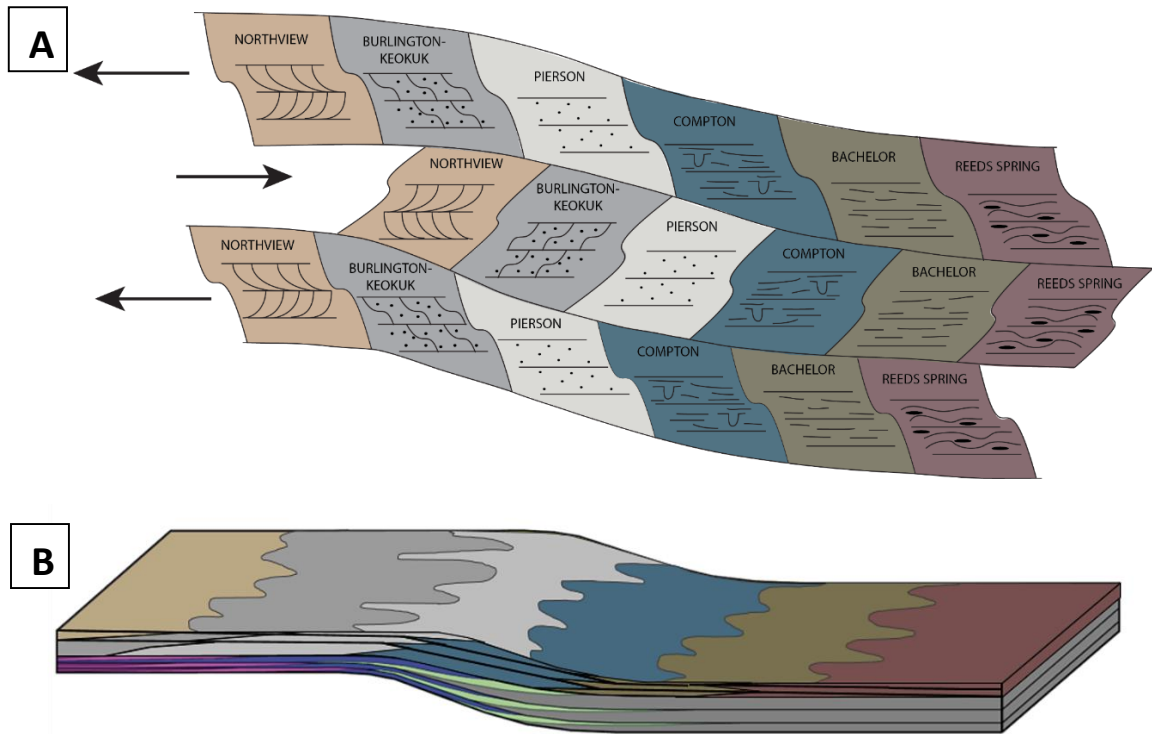 A
NORTHVIEW
BURLINGTON-
KEOKUK
PIERSON
COMPTON
BACHELOR
REEDS SPRING
NORTHVIEW
BURLINGTON-
KEOKUK
PIERSON
COMPTON
BACHELOR
REEDS SPRING
NORTHVIEW
BURLINGTON-
KEOKUK
PIERSON
COMPTON
BACHELOR
REEDS SPRING
B